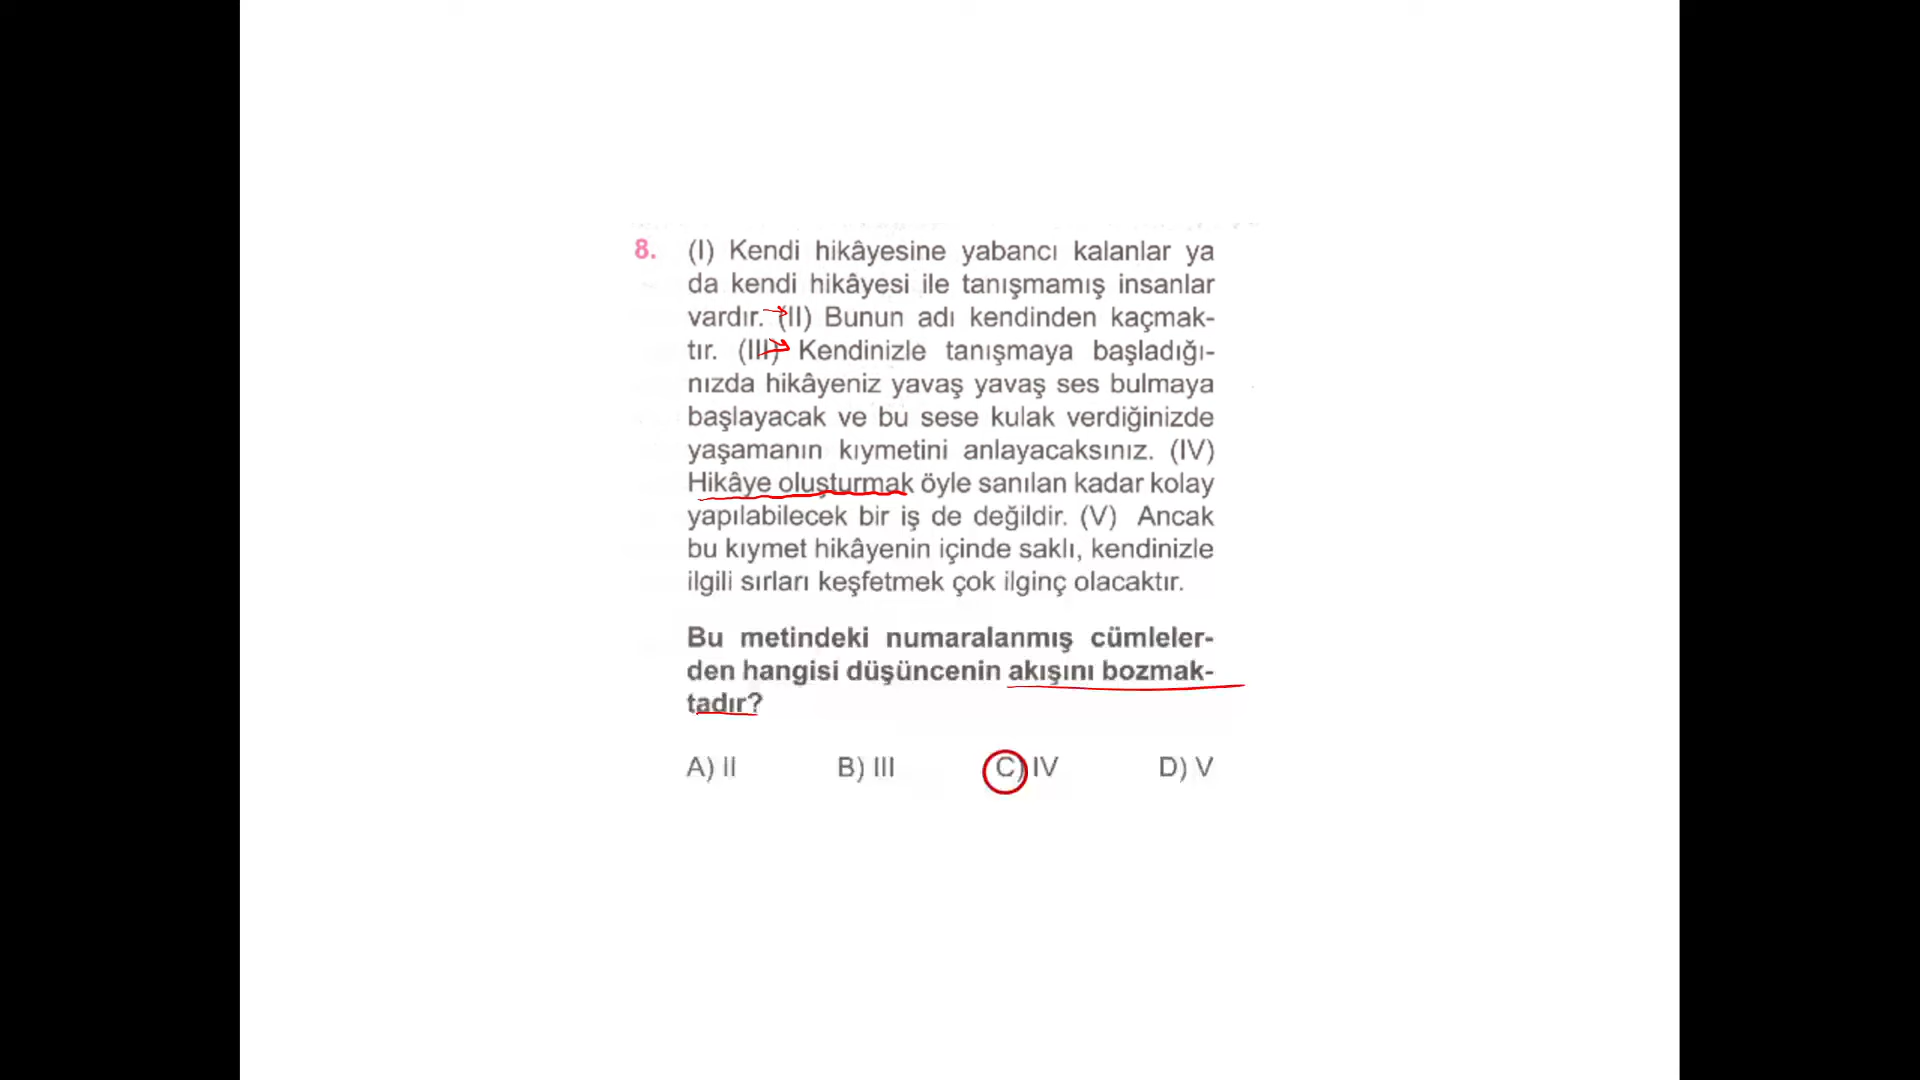 8. (I) Kendi hikâyesine yabancı kalanlar ya
da kendi hikâyesi ile tanışmamış insanlar
vardır. (II) Bunun adı kendinden kaçmak-
tır. (III) Kendinizle tanışmaya başladığı-
nızda hikâyeniz yavaş yavaş ses bulmaya
başlayacak ve bu sese kulak verdiğinizde
yaşamanın kıymetini anlayacaksınız. (IV)
Hikâye oluşturmak öyle sanılan kadar kolay
yapılabilecek bir iş de değildir. (V) Ancak
bu kıymet hikâyenin içinde saklı, kendinizle
ilgili sırları keşfetmek çok ilginç olacaktır.
Bu metindeki numaralanmış cümleler-
den hangisi düşüncenin akışını bozmak-
tadır?
A) II B) III C) IV D) V